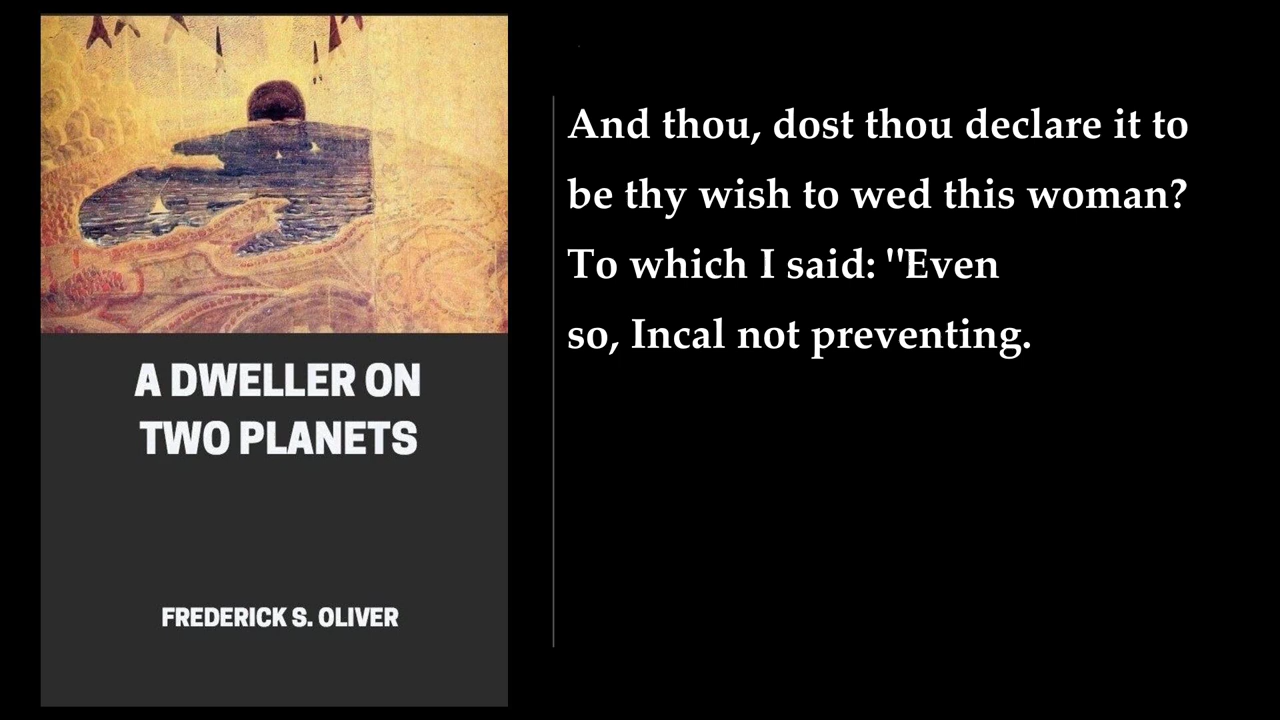 A DWELLER ON
TWO PLANETS
FREDERICK S. OLIVER
And thou, dost thou declare it to
be thy wish to wed this woman?
To which I said: "Even
so, Incal not preventing.